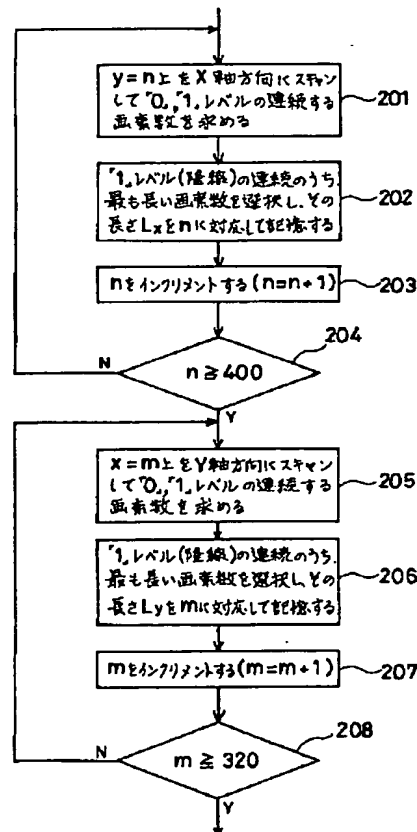 y=n上をX軸方向にスキャン
して「0」,「1」レベルの連続する
画素数を求める
201
「1」レベル(隆線)の連続のうち、
最も長い画素数を選択し、その
長さLxをnに対応して記憶する
202
nをインクリメントする(n=n+1)
203
204
N
n≧400
Y
x=m上をY軸方向にスキャン
して「0」,「1」レベルの連続する
画素数を求める
205
「1」レベル(隆線)の連続のうち、
最も長い画素数を選択し、その
長さLyをmに対応して記憶する
206
mをインクリメントする(m=m+1)
207
208
N
m≧320
Y